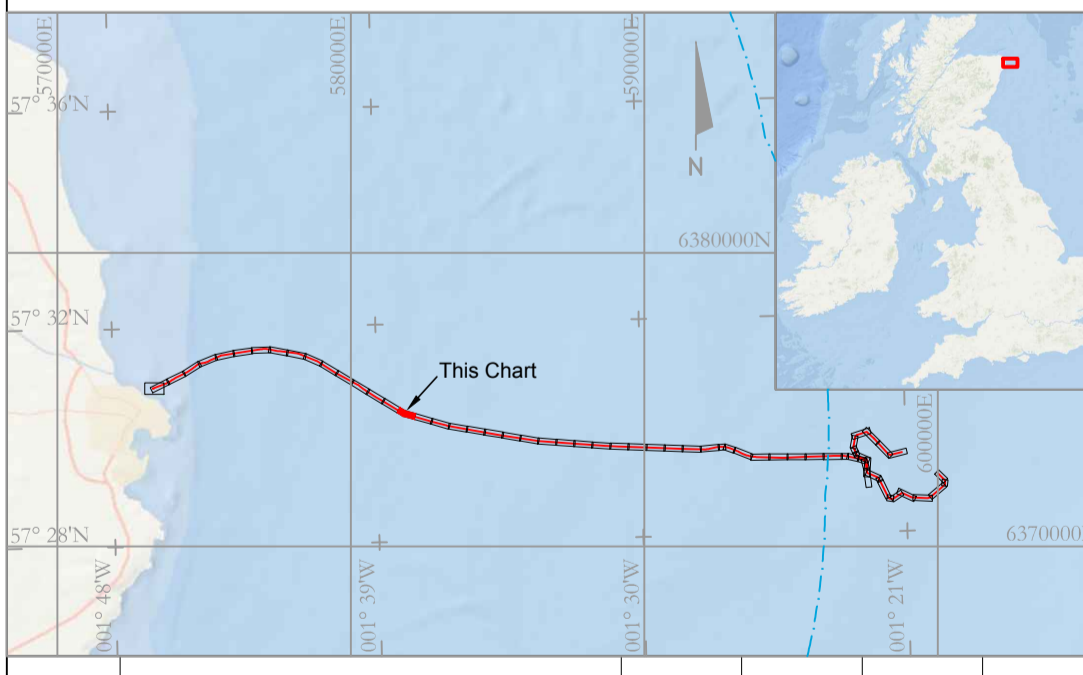 570000E
580000E
590000E
57° 36'N
N
6380000N
57° 32'N
This Chart
600000E
57° 28'N
6370000
001° 48'W
001° 39'W
001° 30'W
001° 21'W